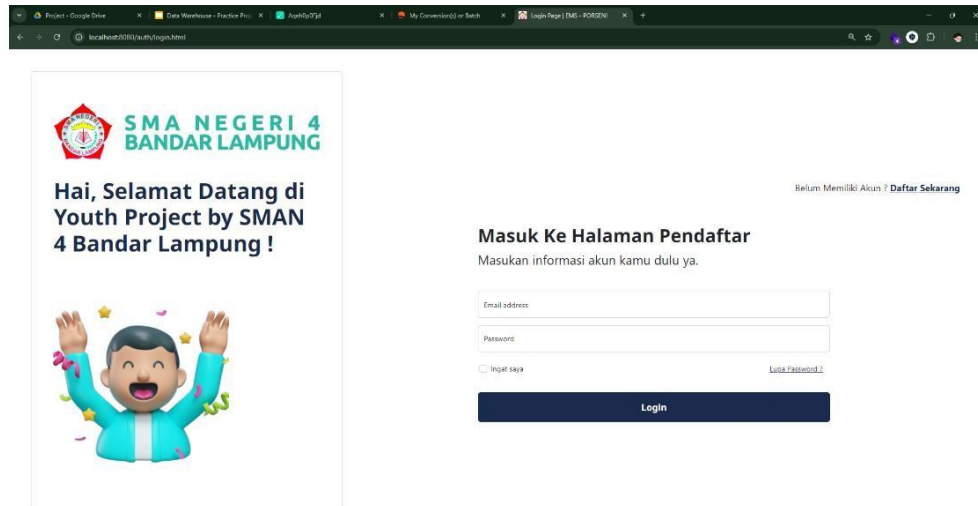 Project - Google Drive
Data Warehouse - Practice Pro
My Conversion(s) or Batch
Login Page | EMS - PORSENI
localhost:8080/auth/login.html
SMA NEGERI 4
BANDAR LAMPUNG
Hai, Selamat Datang di
Youth Project by SMAN
4 Bandar Lampung !
Belum Memiliki Akun ? Daftar Sekarang
Masuk Ke Halaman Pendaftar
Masukan informasi akun kamu dulu ya.
Email address
Password
Ingat saya
Lupa Password ?
Login